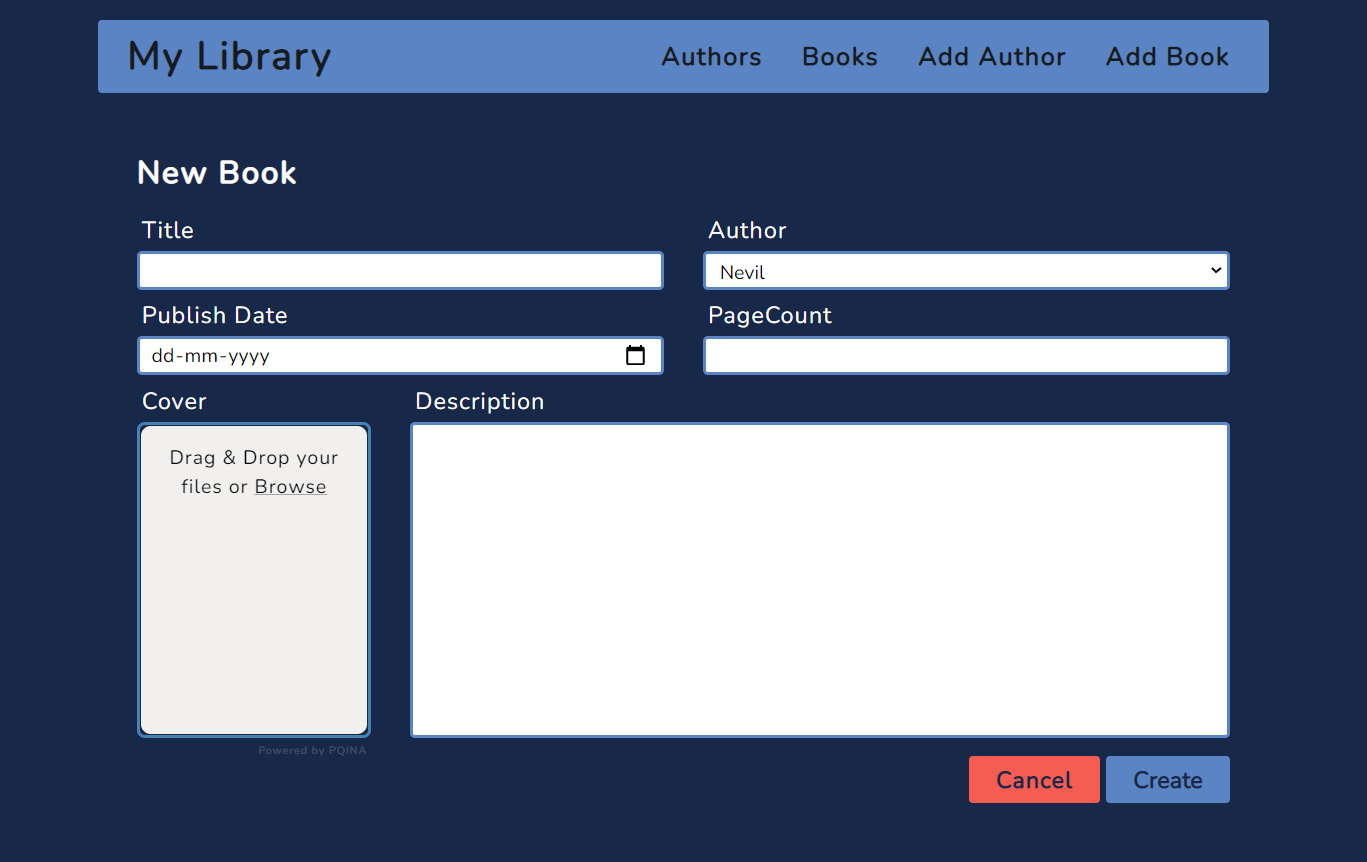 My Library
Authors Books Add Author Add Book
New Book
Title
Author
Nevil
Publish Date
PageCount
dd-mm-yyyy
Cover
Description
Drag & Drop your
files or Browse
Powered by PQINA
Cancel Create